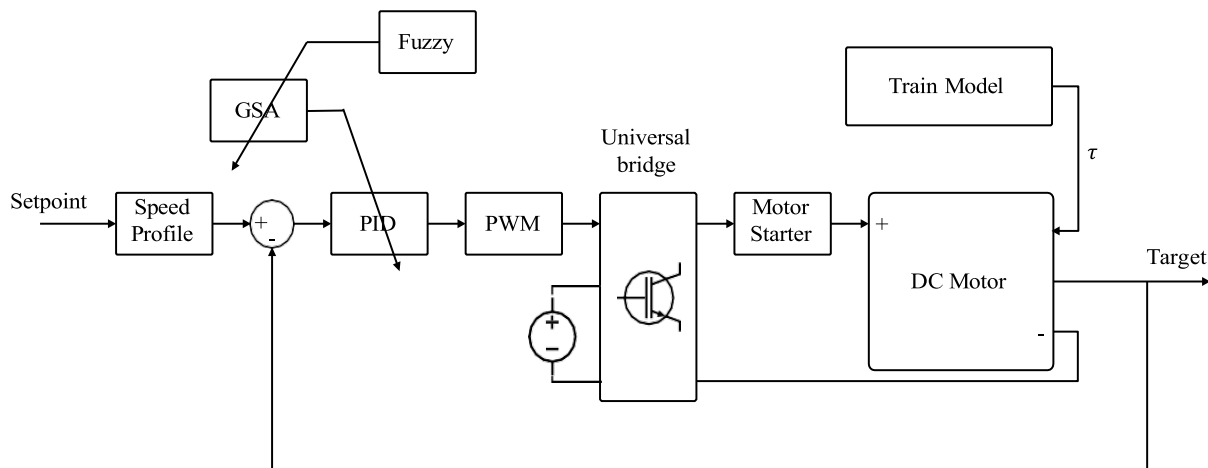 Fuzzy
GSA
Train Model
τ
Universal
bridge
Setpoint
Speed
Profile
+
-
PID
PWM
Motor
Starter
+
DC Motor
-
Target
+
−